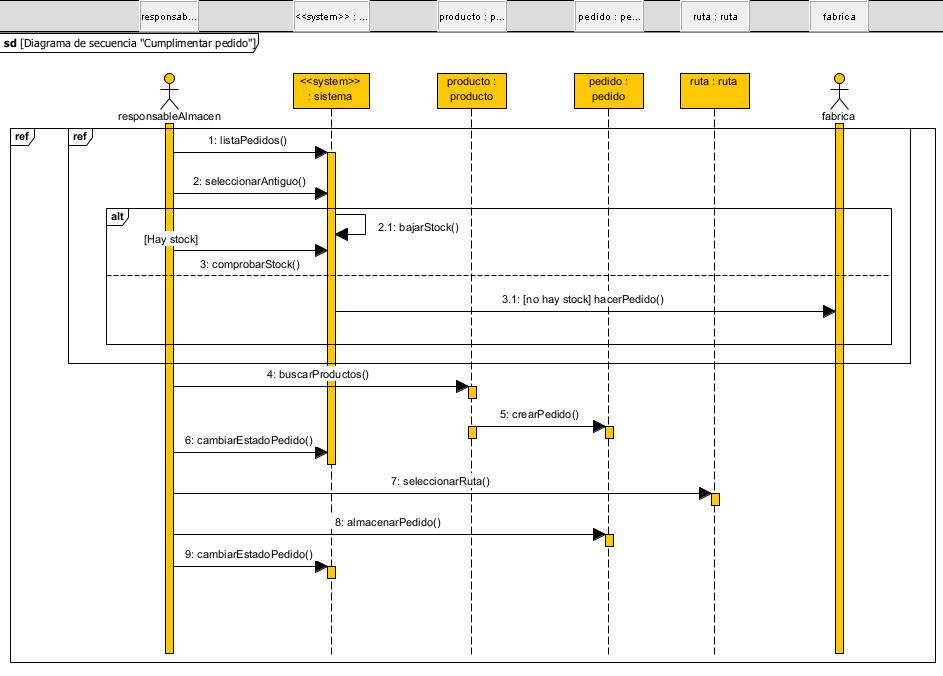 responsab... <<system>> : ... producto : p... pedido : pe... ruta : ruta fabrica
sd [Diagrama de secuencia "Cumplimentar pedido"]
<<system>>
: sistema
producto :
producto
pedido :
pedido
ruta : ruta
responsableAlmacen
fabrica
ref
ref
1: listaPedidos()
2: seleccionarAntiguo()
alt
2.1: bajarStock()
[Hay stock]
3: comprobarStock()
3.1: [no hay stock] hacerPedido()
4: buscarProductos()
5: crearPedido()
6: cambiarEstadoPedido()
7: seleccionarRuta()
8: almacenarPedido()
9: cambiarEstadoPedido()